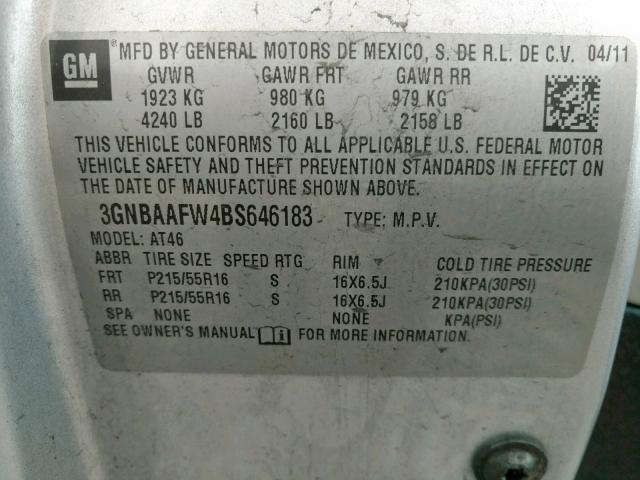 GM ® MFD BY GENERAL MOTORS DE MEXICO, S. DE R.L. DE C.V. 04/11
GVWR GAWR FRT GAWR RR
1923 KG 980 KG 979 KG
4240 LB 2160 LB 2158 LB
THIS VEHICLE CONFORMS TO ALL APPLICABLE U.S. FEDERAL MOTOR
VEHICLE SAFETY AND THEFT PREVENTION STANDARDS IN EFFECT ON
THE DATE OF MANUFACTURE SHOWN ABOVE.
3GNBAAFW4BS646183 TYPE: M.P.V.
MODEL: AT46
ABBR TIRE SIZE SPEED RTG RIM COLD TIRE PRESSURE
FRT P215/55R16 S 16X6.5J 210KPA(30PSI)
RR P215/55R16 S 16X6.5J 210KPA(30PSI)
SPA NONE NONE KPA(PSI)
SEE OWNER'S MANUAL i FOR MORE INFORMATION.